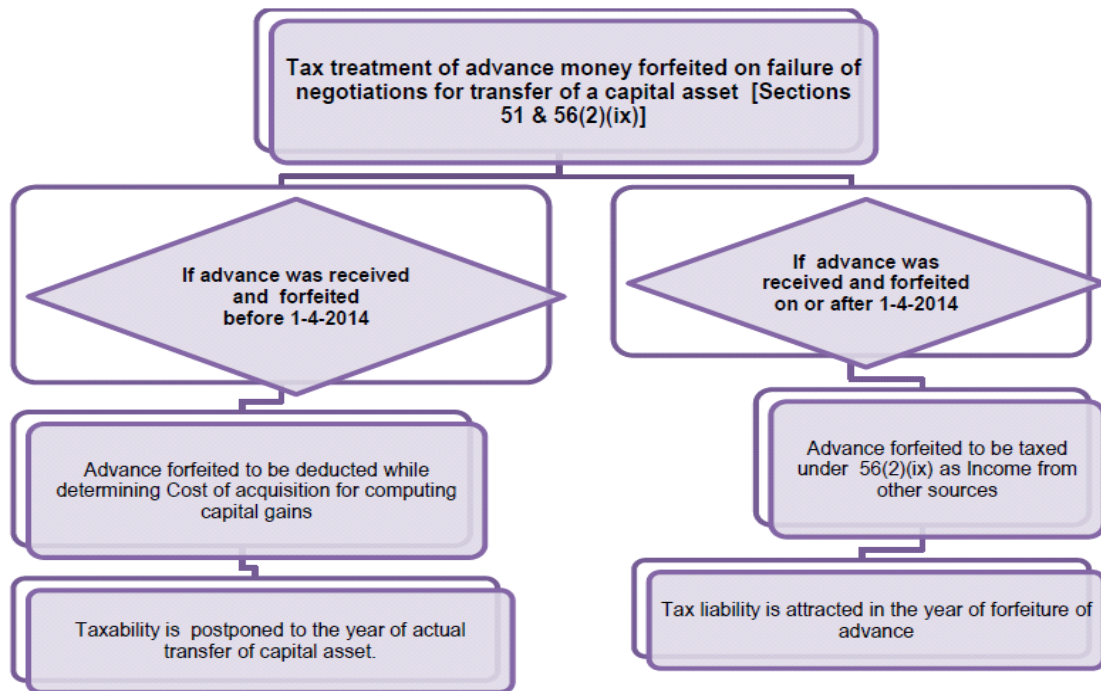 Tax treatment of advance money forfeited on failure of
negotiations for transfer of a capital asset [Sections
51 & 56(2)(ix)]
If advance was received
and forfeited
before 1-4-2014
If advance was
received and forfeited
on or after 1-4-2014
Advance forfeited to be deducted while
determining Cost of acquisition for computing
capital gains
Advance forfeited to be taxed
under 56(2)(ix) as Income from
other sources
Taxability is postponed to the year of actual
transfer of capital asset.
Tax liability is attracted in the year of forfeiture of
advance